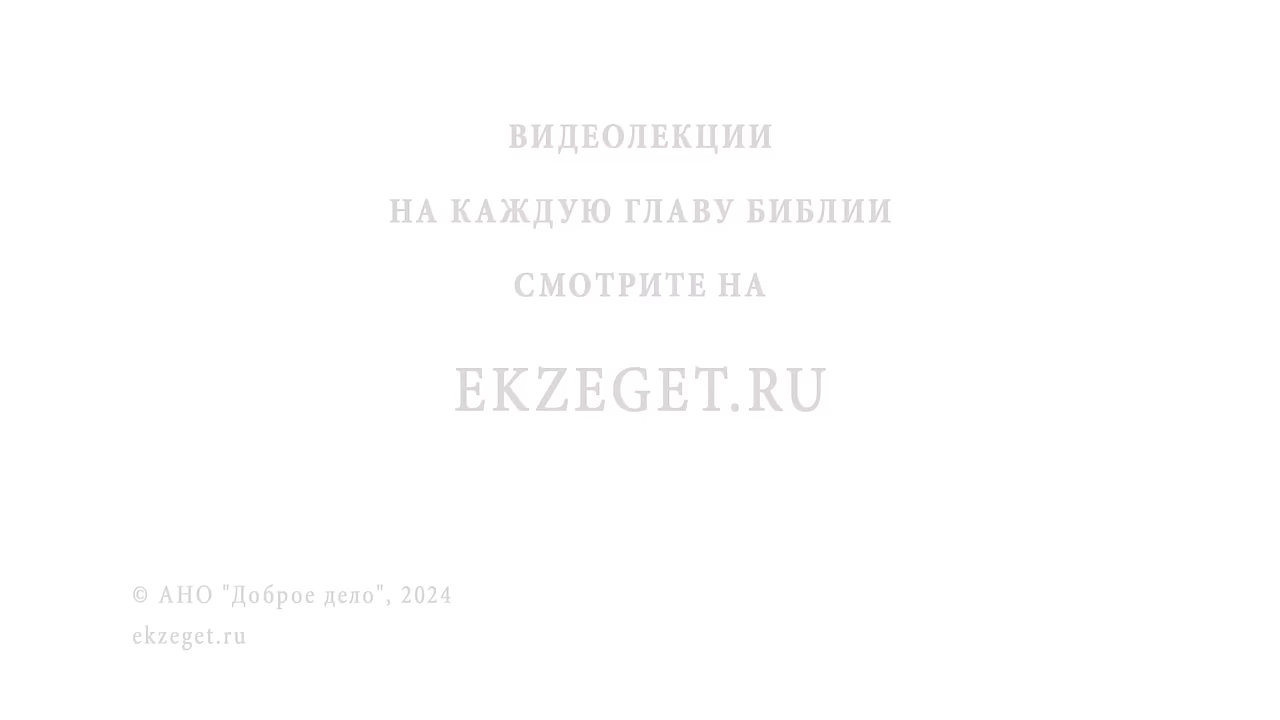 ВИДЕОЛЕКЦИИ
НА КАЖДУЮ ГЛАВУ БИБЛИИ
СМОТРИТЕ НА
EKZEGET.RU
© АНО "Доброе дело", 2024
ekzeget.ru